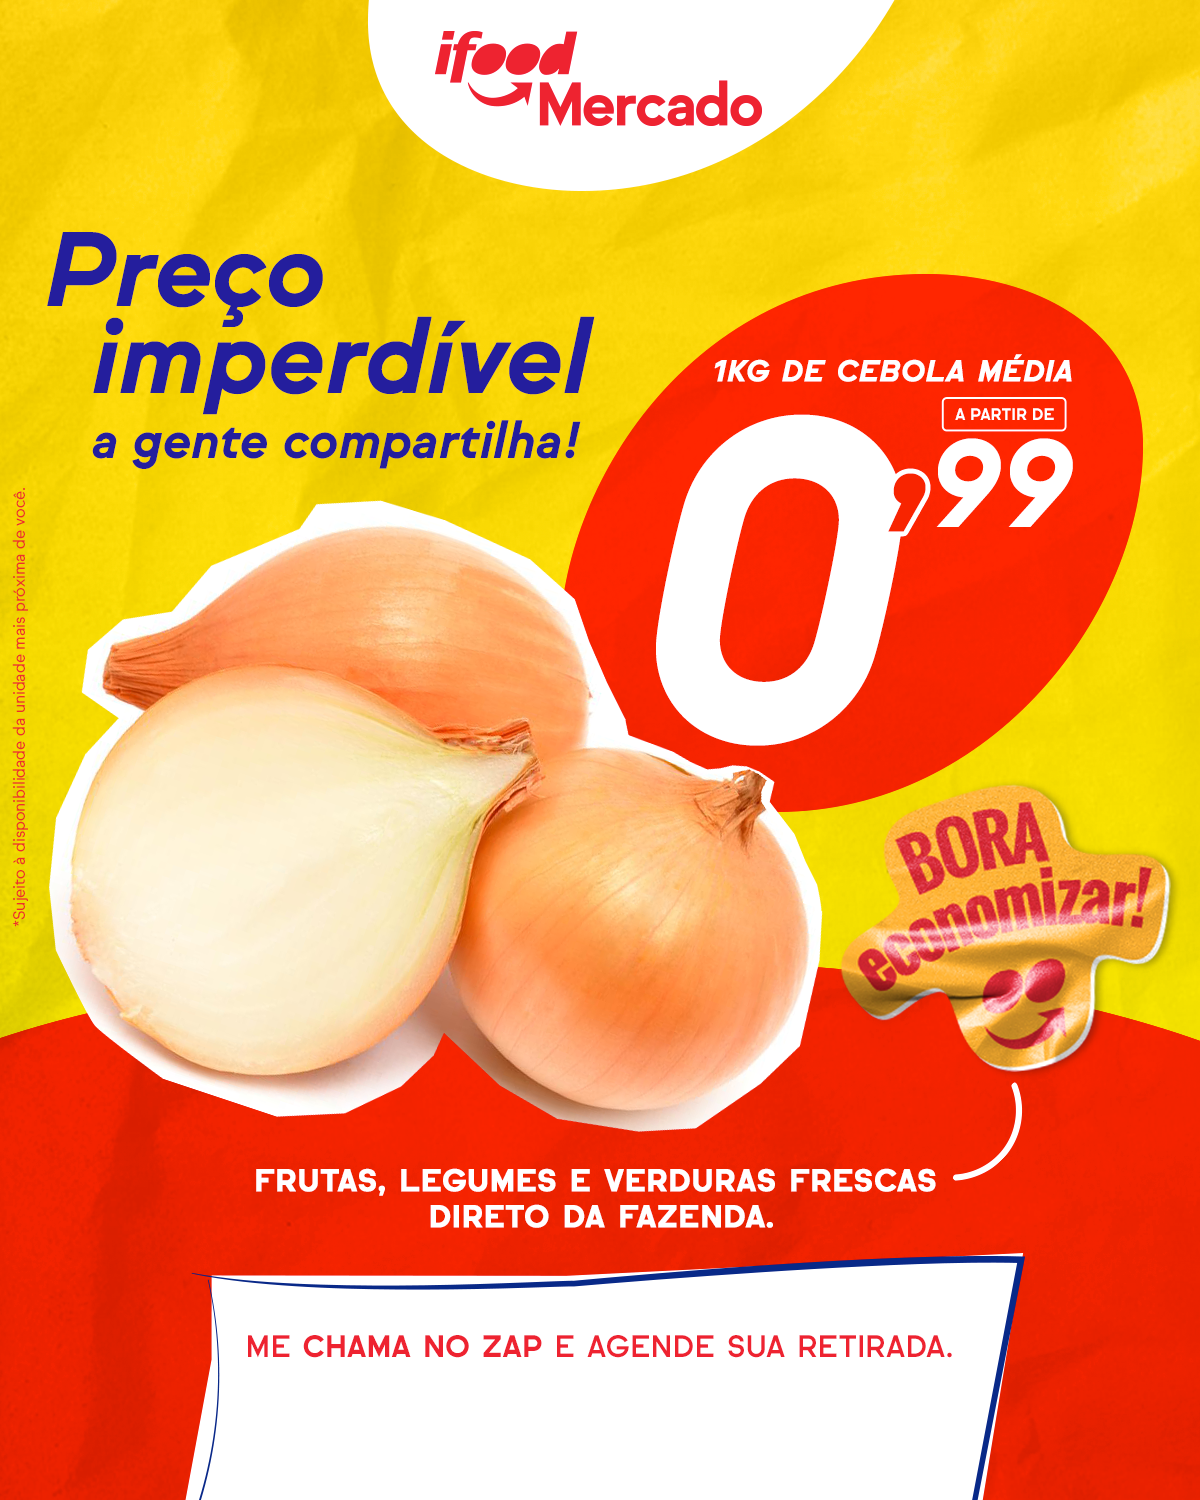 ifood
Mercado
Preço
imperdível
a gente compartilha!
1KG DE CEBOLA MÉDIA
A PARTIR DE
0,99
*Sujeito à disponibilidade da unidade mais próxima de você.
BORA
economizar!
FRUTAS, LEGUMES E VERDURAS FRESCAS
DIRETO DA FAZENDA.
ME CHAMA NO ZAP E AGENDE SUA RETIRADA.